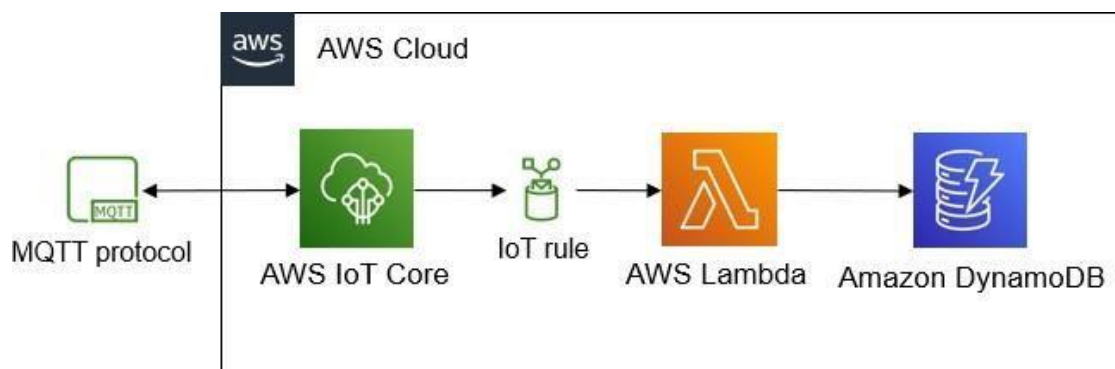 aws
AWS Cloud
MQTT
MQTT protocol
AWS IoT Core
IoT rule
AWS Lambda
Amazon DynamoDB